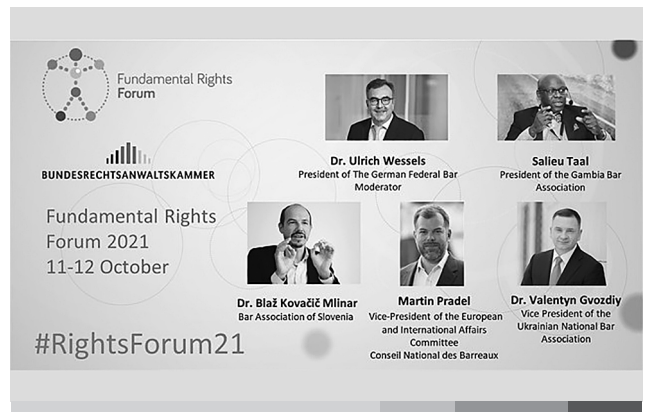 Fundamental Rights
Forum
BUNDESRECHTSANWALTSKAMMER
Fundamental Rights
Forum 2021
11-12 October
#RightsForum21
Dr. Ulrich Wessels
President of The German Federal Bar
Moderator
Salieu Taal
President of the Gambia Bar
Association
Dr. Blaž Kovačič Mlinar
Bar Association of Slovenia
Martin Pradel
Vice-President of the European
and International Affairs
Committee
Conseil National des Barreaux
Dr. Valentyn Gvozdiy
Vice President of the
Ukrainian National Bar
Association